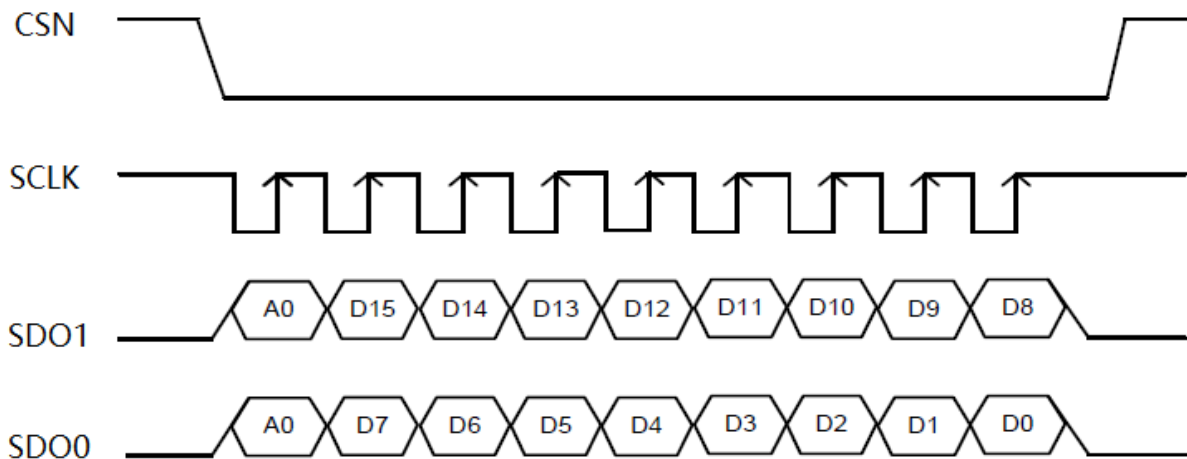 CSN
SCLK
SDO1 A0 D15 D14 D13 D12 D11 D10 D9 D8
SDO0 A0 D7 D6 D5 D4 D3 D2 D1 D0